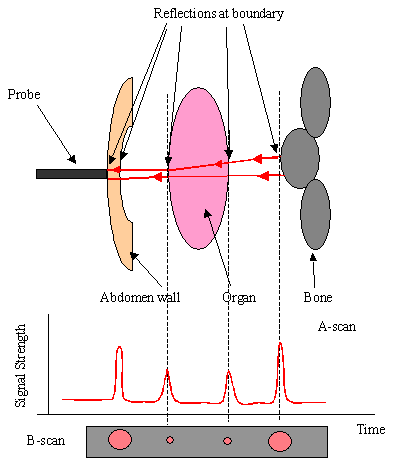 Reflections at boundary
Probe
Abdomen wall
Organ
Bone
A-scan
Signal Strength
Time
B-scan